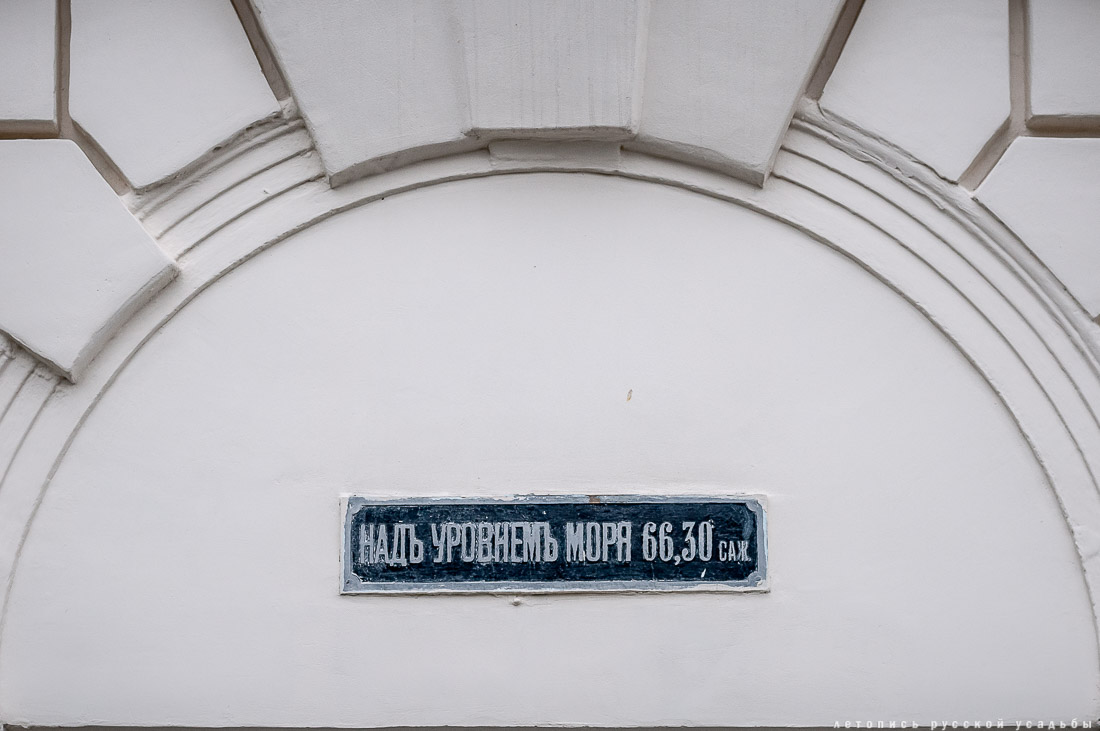 НАДЪ УРОВНЕМЪ МОРЯ 66,30 САЖ.
летопись русской усадьбы